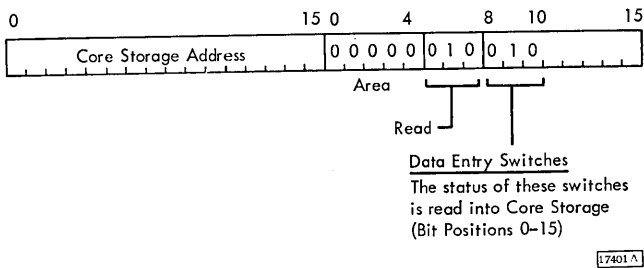 0 15 0 4 8 10 15
Core Storage Address 0 0 0 0 0 0 1 0 0 1 0
Area
Read
Data Entry Switches
The status of these switches
is read into Core Storage
(Bit Positions 0-15)
17401 A